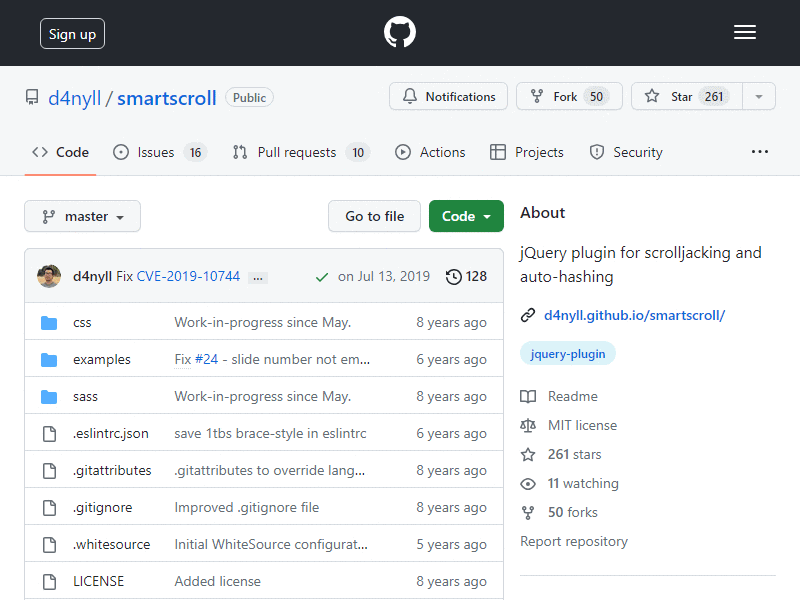 Sign up
d4nyll / smartscroll Public
Notifications Fork 50 Star 261
Code Issues 16 Pull requests 10 Actions Projects Security ...
master Go to file Code
d4nyll Fix CVE-2019-10744 ... on Jul 13, 2019 128
css Work-in-progress since May. 8 years ago
examples Fix #24 - slide number not em... 6 years ago
sass Work-in-progress since May. 8 years ago
.eslintrc.json save 1tbs brace-style in eslintrc 6 years ago
.gitattributes .gitattributes to override lang... 8 years ago
.gitignore Improved .gitignore file 8 years ago
.whitesource Initial WhiteSource configurat... 5 years ago
LICENSE Added license 8 years ago
About
jQuery plugin for scrolljacking and
auto-hashing
d4nyll.github.io/smartscroll/
jquery-plugin
Readme
MIT license
261 stars
11 watching
50 forks
Report repository